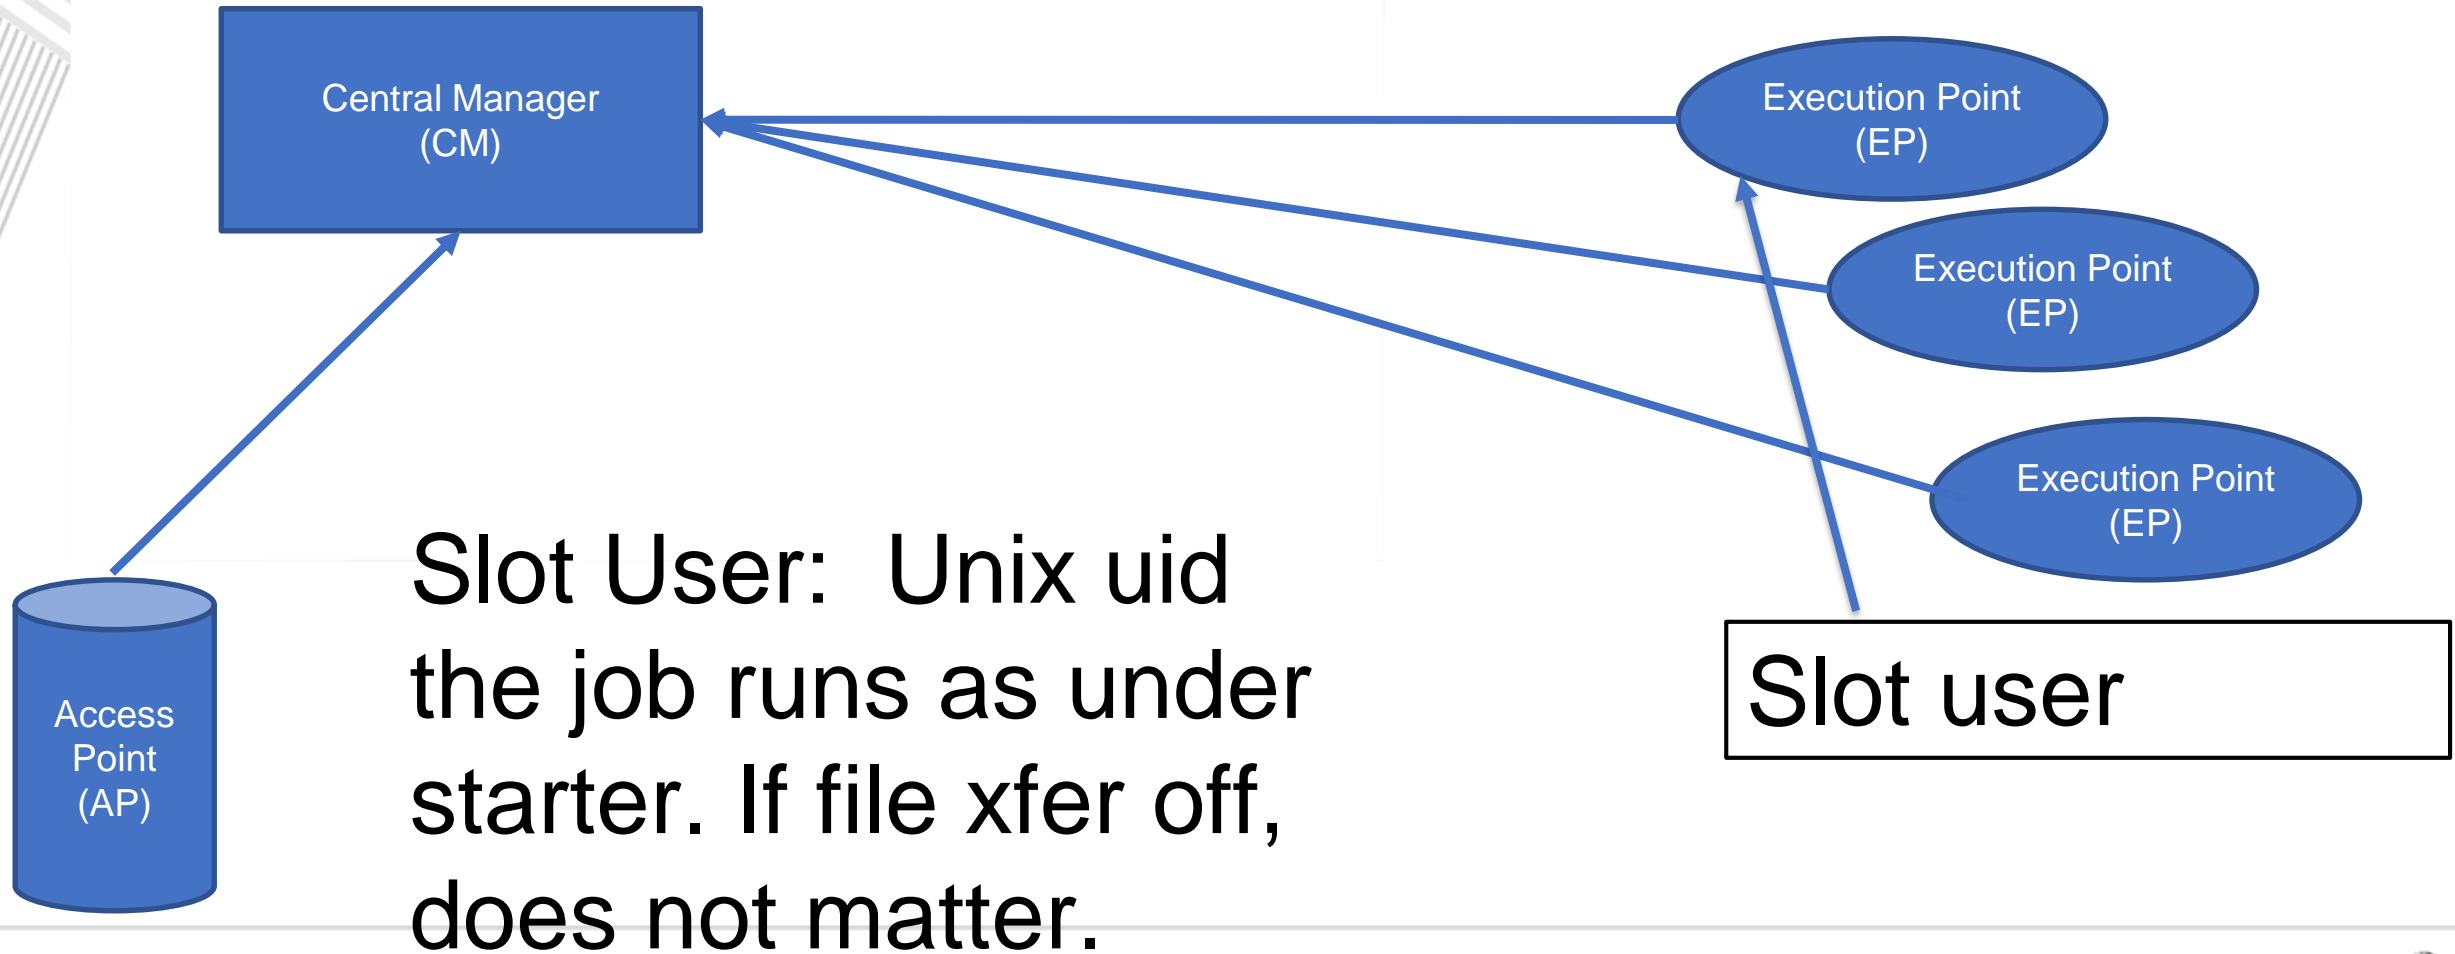 Central Manager
(CM)
Execution Point
(EP)
Execution Point
(EP)
Execution Point
(EP)
Access
Point
(AP)
Slot User:  Unix uid
the job runs as under
starter. If file xfer off,
does not matter.
Slot user